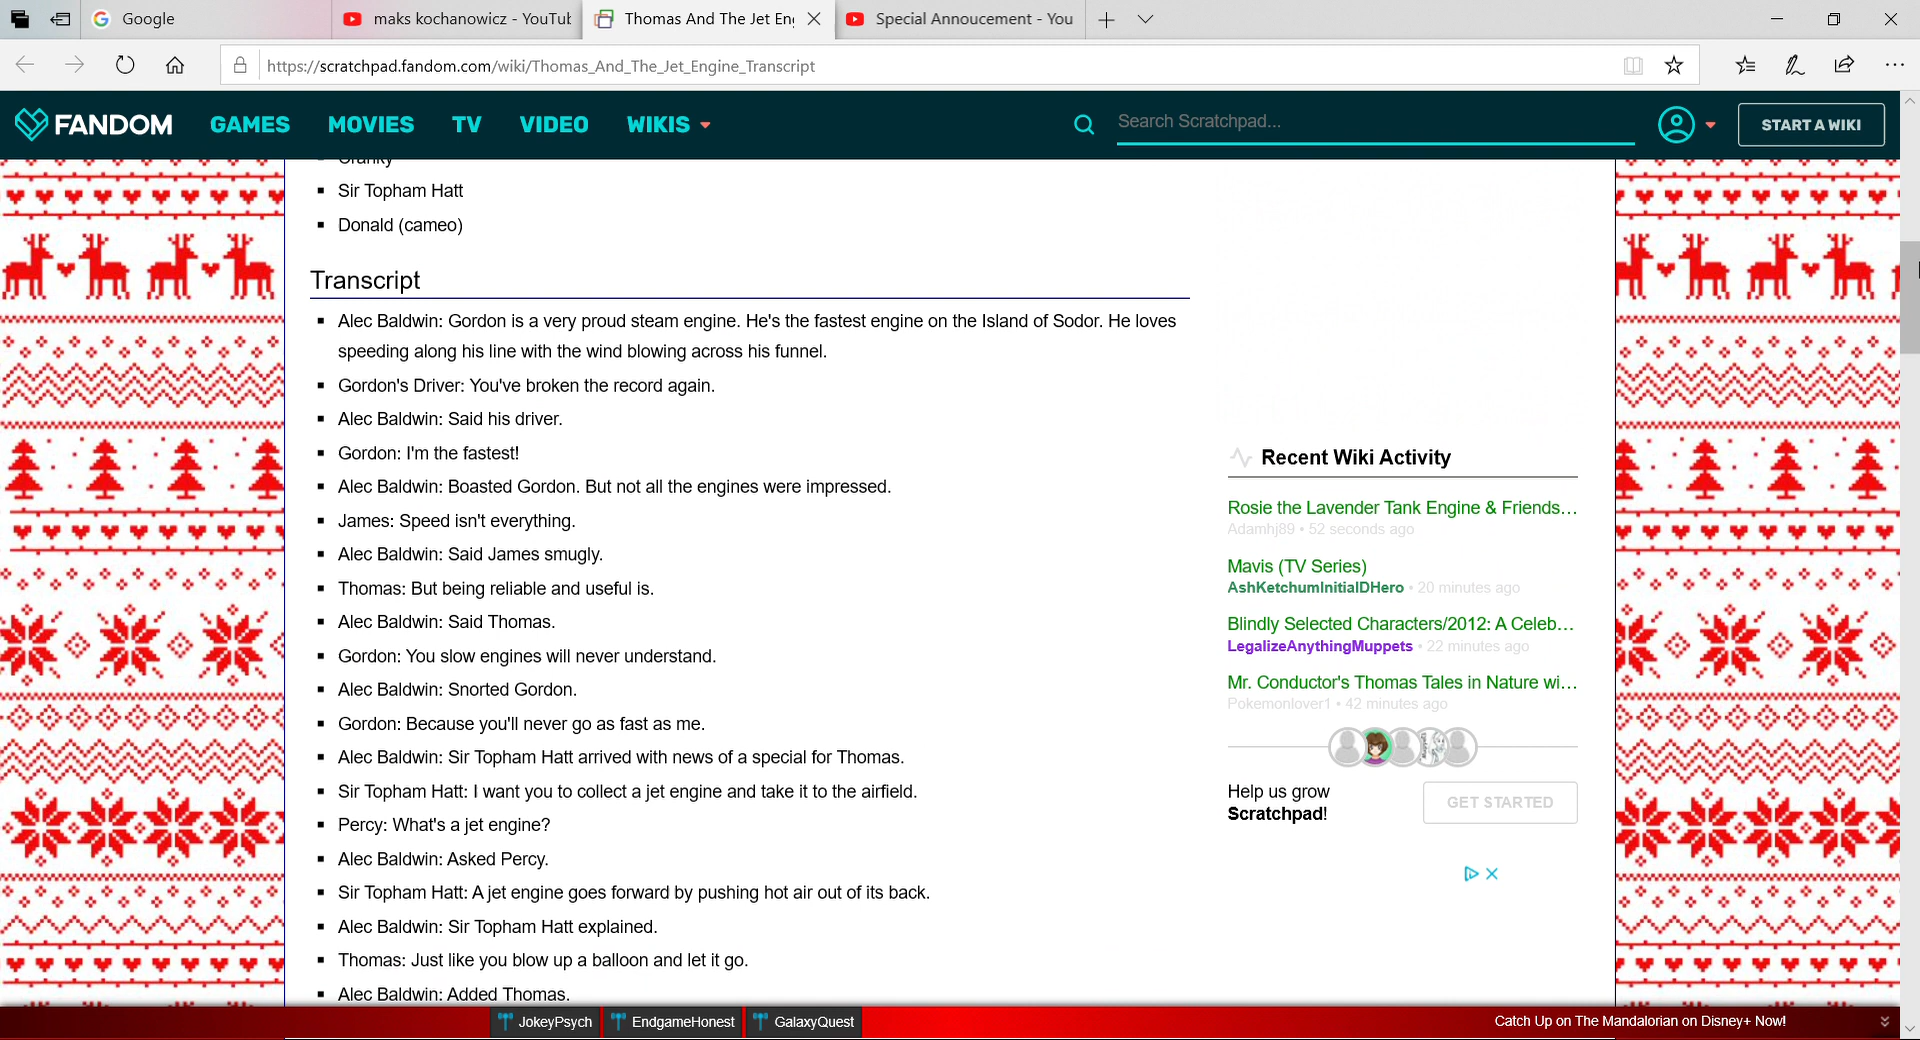 Google
maks kochanowicz - YouTub
Thomas And The Jet En
Special Annoucement - You
https://scratchpad.fandom.com/wiki/Thomas_And_The_Jet_Engine_Transcript
FANDOM
GAMES
MOVIES
TV
VIDEO
WIKIS
Search Scratchpad...
START A WIKI
Cranky
Sir Topham Hatt
Donald (cameo)
Transcript
Alec Baldwin: Gordon is a very proud steam engine. He's the fastest engine on the Island of Sodor. He loves
speeding along his line with the wind blowing across his funnel.
Gordon's Driver: You've broken the record again.
Alec Baldwin: Said his driver.
Gordon: I'm the fastest!
Alec Baldwin: Boasted Gordon. But not all the engines were impressed.
James: Speed isn't everything.
Alec Baldwin: Said James smugly.
Thomas: But being reliable and useful is.
Alec Baldwin: Said Thomas.
Gordon: You slow engines will never understand.
Alec Baldwin: Snorted Gordon.
Gordon: Because you'll never go as fast as me.
Alec Baldwin: Sir Topham Hatt arrived with news of a special for Thomas.
Sir Topham Hatt: I want you to collect a jet engine and take it to the airfield.
Percy: What's a jet engine?
Alec Baldwin: Asked Percy.
Sir Topham Hatt: A jet engine goes forward by pushing hot air out of its back.
Alec Baldwin: Sir Topham Hatt explained.
Thomas: Just like you blow up a balloon and let it go.
Alec Baldwin: Added Thomas.
Recent Wiki Activity
Rosie the Lavender Tank Engine & Friends...
Adamhj89 • 52 seconds ago
Mavis (TV Series)
AshKetchumInitialDHero • 20 minutes ago
Blindly Selected Characters/2012: A Celeb...
LegalizeAnythingMuppets • 22 minutes ago
Mr. Conductor's Thomas Tales in Nature wi...
Pokemonlover1 • 42 minutes ago
Help us grow
Scratchpad!
GET STARTED
JokeyPsych
EndgameHonest
GalaxyQuest
Catch Up on The Mandalorian on Disney+ Now!